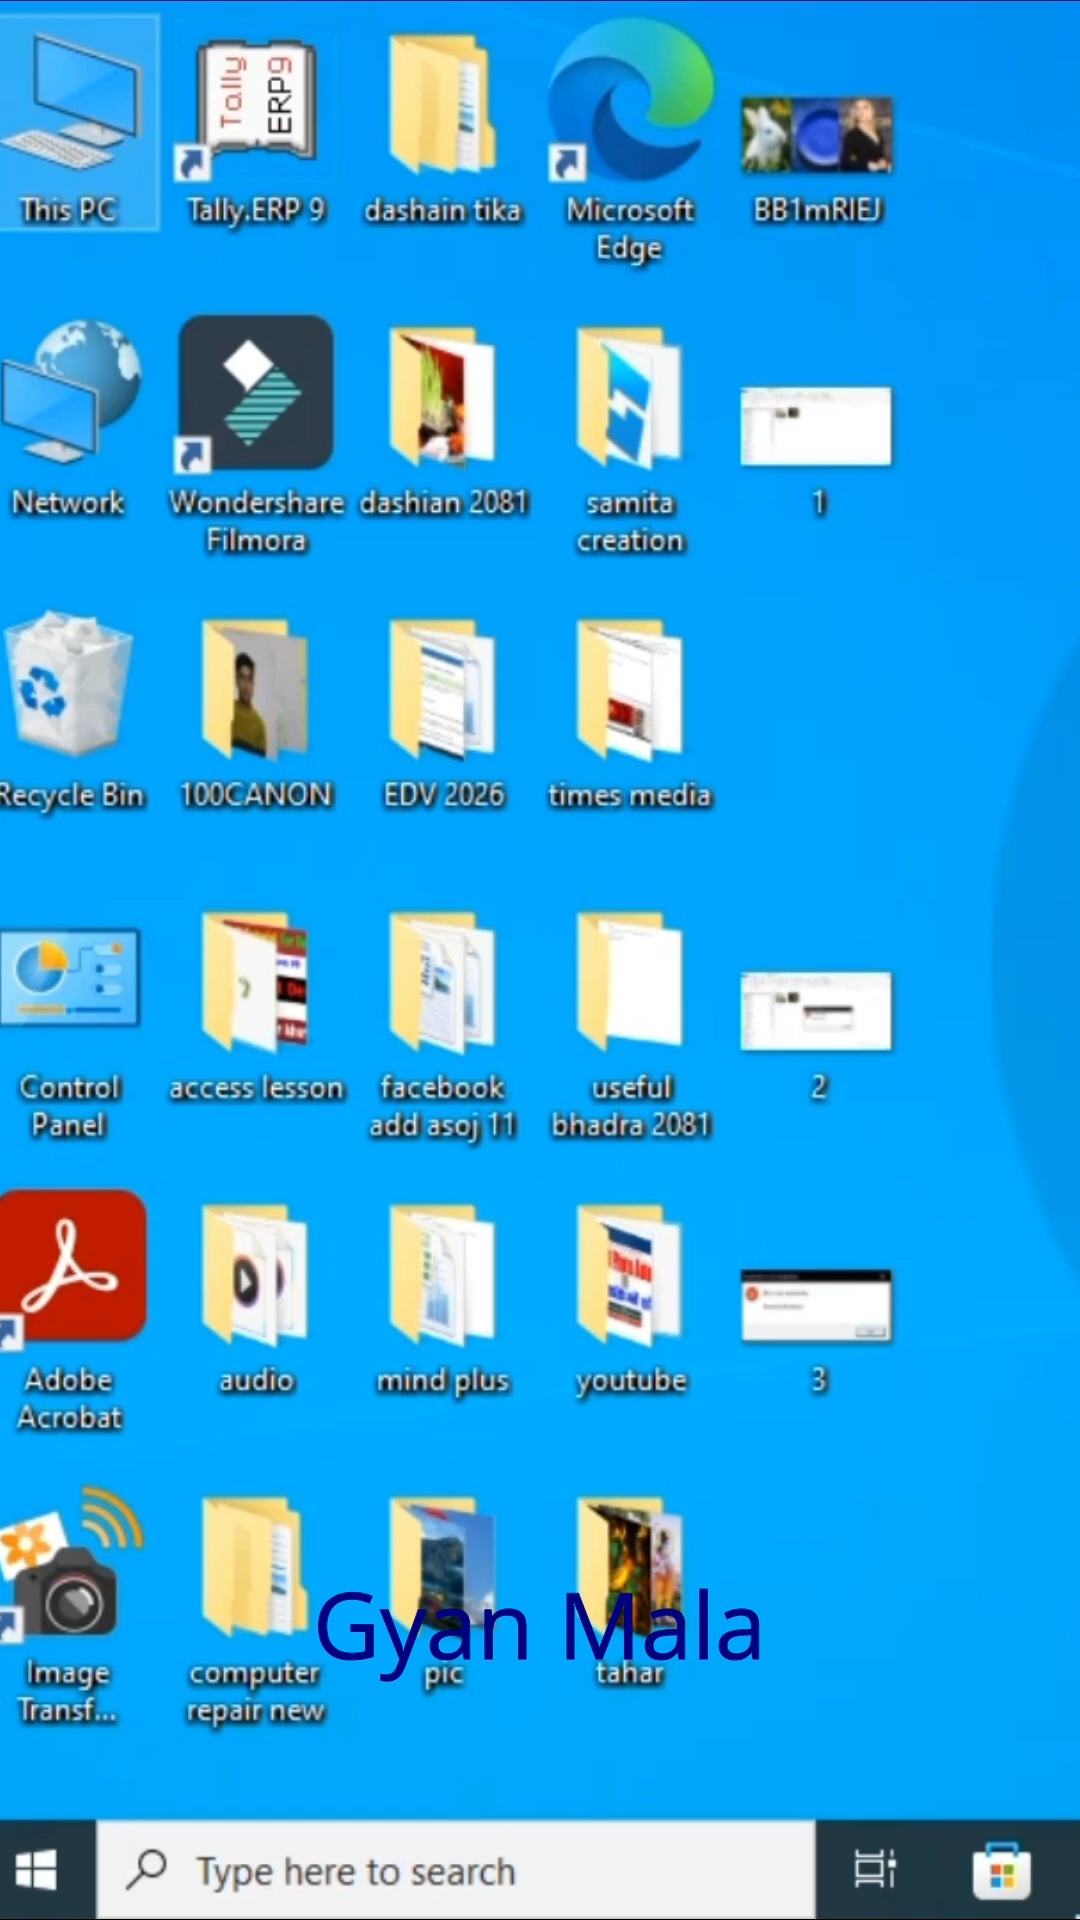 Tally
ERP9
This PC
Tally.ERP 9
dashain tika
Microsoft
Edge
BB1mRIEJ
Network
Wondershare
Filmora
dashian 2081
samita
creation
1
Recycle Bin
100CANON
EDV 2026
times media
Control
Panel
access lesson
facebook
add asoj 11
useful
bhadra 2081
2
Adobe
Acrobat
audio
mind plus
youtube
3
Image
Transf...
computer
repair new
pic
tahar
Gyan Mala
Type here to search